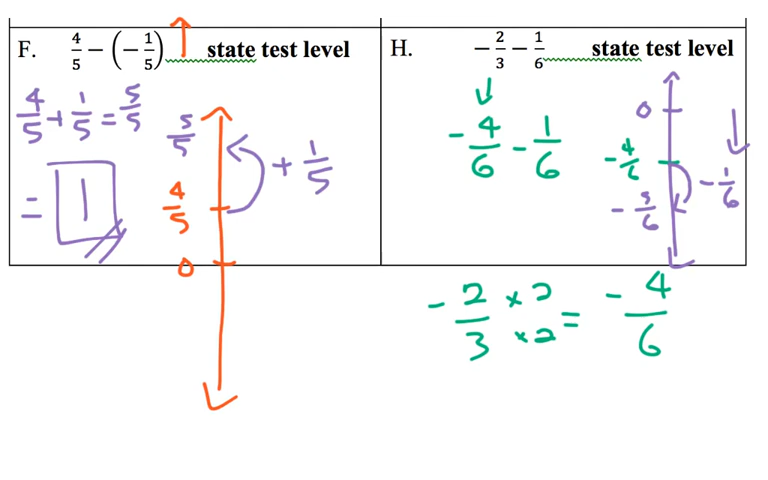 F. 4/5 − (−1/5) state test level
4/5 + 1/5 = 5/5
= 1
5/5
4/5
0
+ 1/5
H. −2/3 − 1/6 state test level
−4/6 − 1/6
0
−4/6
−5/6
−1/6
−2/3 ×2 ×2 = −4/6